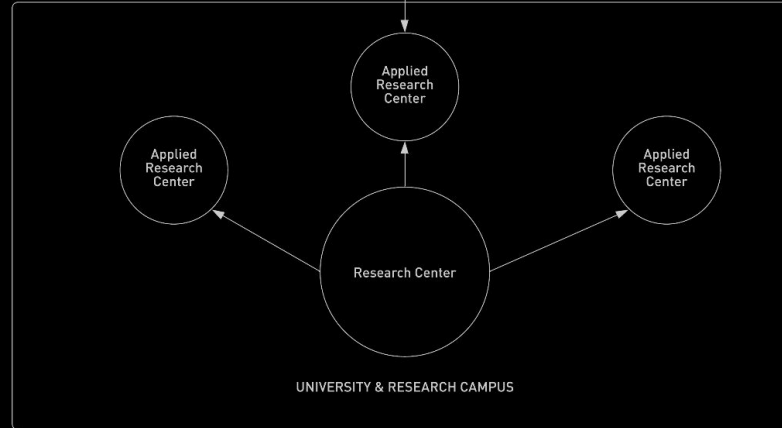 Applied
Research
Center
Applied
Research
Center
Applied
Research
Center
Research Center
UNIVERSITY & RESEARCH CAMPUS